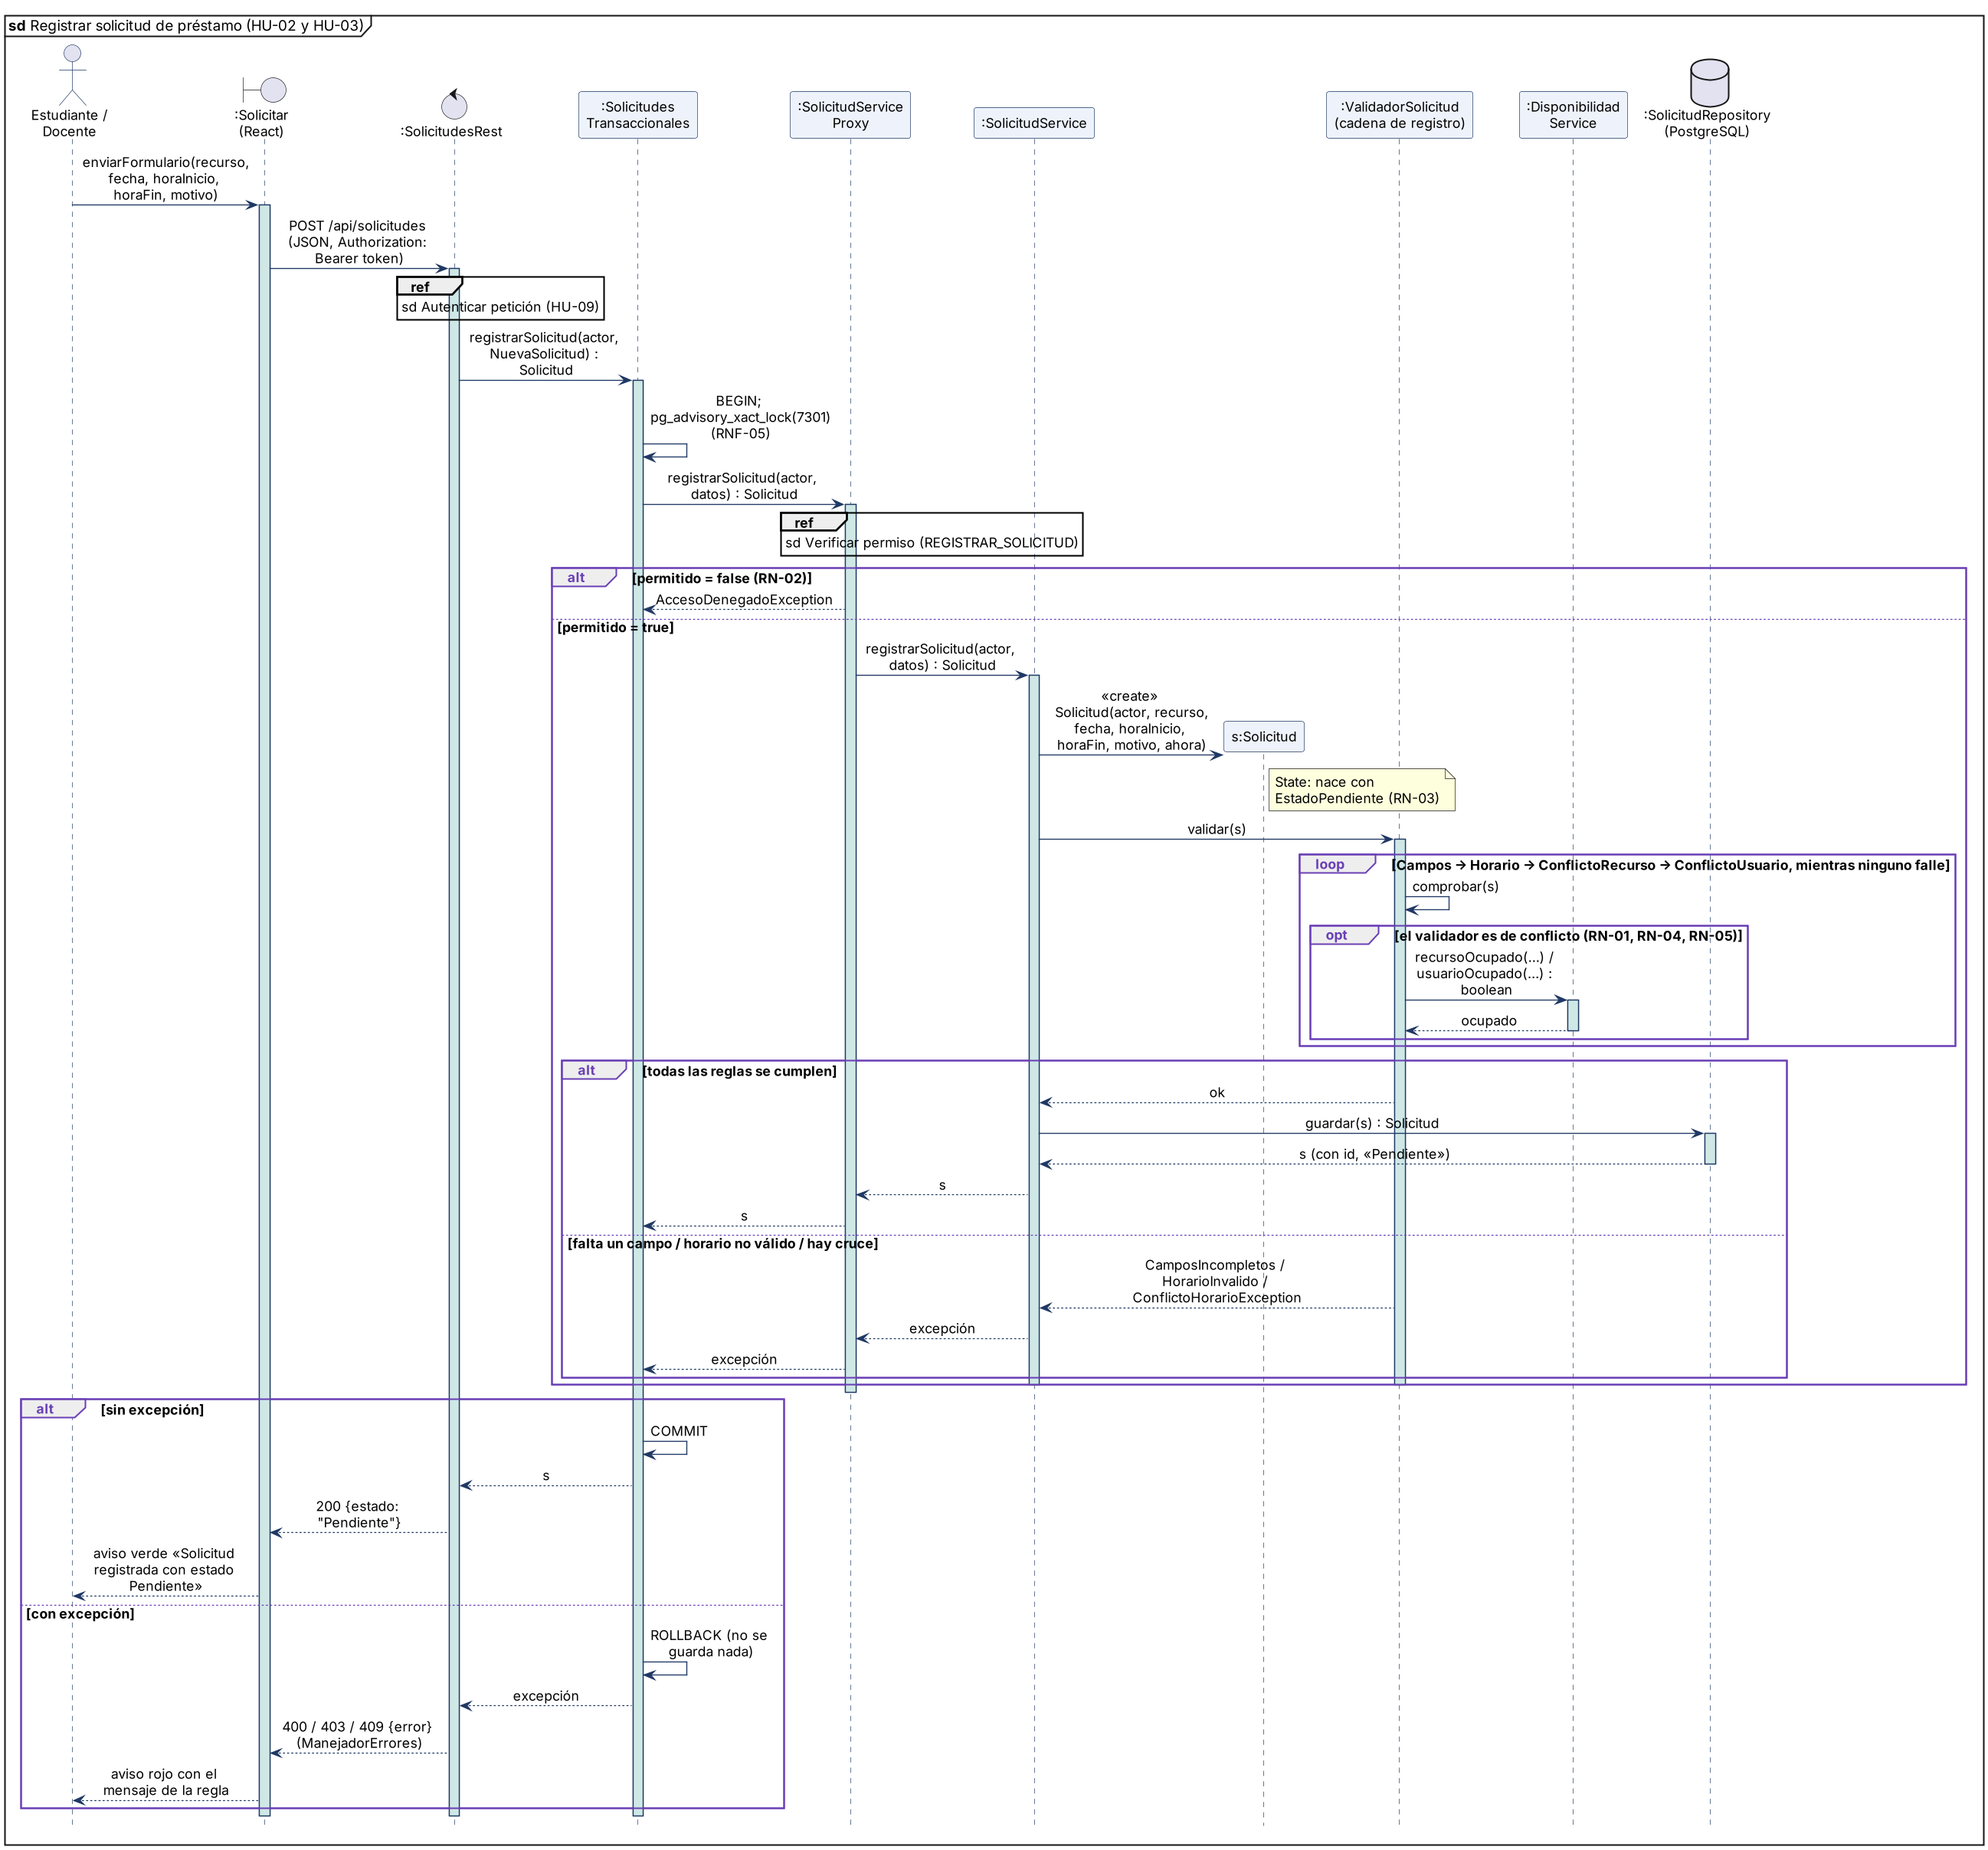 sd Registrar solicitud de préstamo (HU-02 y HU-03)
Estudiante /
Docente
:Solicitar
(React)
:SolicitudesRest
:Solicitudes
Transaccionales
:SolicitudService
Proxy
:SolicitudService
:ValidadorSolicitud
(cadena de registro)
:Disponibilidad
Service
:SolicitudRepository
(PostgreSQL)
enviarFormulario(recurso,
fecha, horaInicio,
horaFin, motivo)
POST /api/solicitudes
(JSON, Authorization:
Bearer token)
ref
sd Autenticar petición (HU-09)
registrarSolicitud(actor,
NuevaSolicitud) :
Solicitud
BEGIN;
pg_advisory_xact_lock(7301)
(RNF-05)
registrarSolicitud(actor,
datos) : Solicitud
ref
sd Verificar permiso (REGISTRAR_SOLICITUD)
alt
[permitido = false (RN-02)]
AccesoDenegadoException
[permitido = true]
registrarSolicitud(actor,
datos) : Solicitud
«create»
Solicitud(actor, recurso,
fecha, horaInicio,
horaFin, motivo, ahora)
s:Solicitud
State: nace con
EstadoPendiente (RN-03)
validar(s)
loop
[Campos → Horario → ConflictoRecurso → ConflictoUsuario, mientras ninguno falle]
comprobar(s)
opt
[el validador es de conflicto (RN-01, RN-04, RN-05)]
recursoOcupado(...) /
usuarioOcupado(...) :
boolean
ocupado
alt
[todas las reglas se cumplen]
ok
guardar(s) : Solicitud
s (con id, «Pendiente»)
s
s
[falta un campo / horario no válido / hay cruce]
CamposIncompletos /
HorarioInvalido /
ConflictoHorarioException
excepción
excepción
alt
[sin excepción]
COMMIT
s
200 {estado:
"Pendiente"}
aviso verde «Solicitud
registrada con estado
Pendiente»
[con excepción]
ROLLBACK (no se
guarda nada)
excepción
400 / 403 / 409 {error}
(ManejadorErrores)
aviso rojo con el
mensaje de la regla